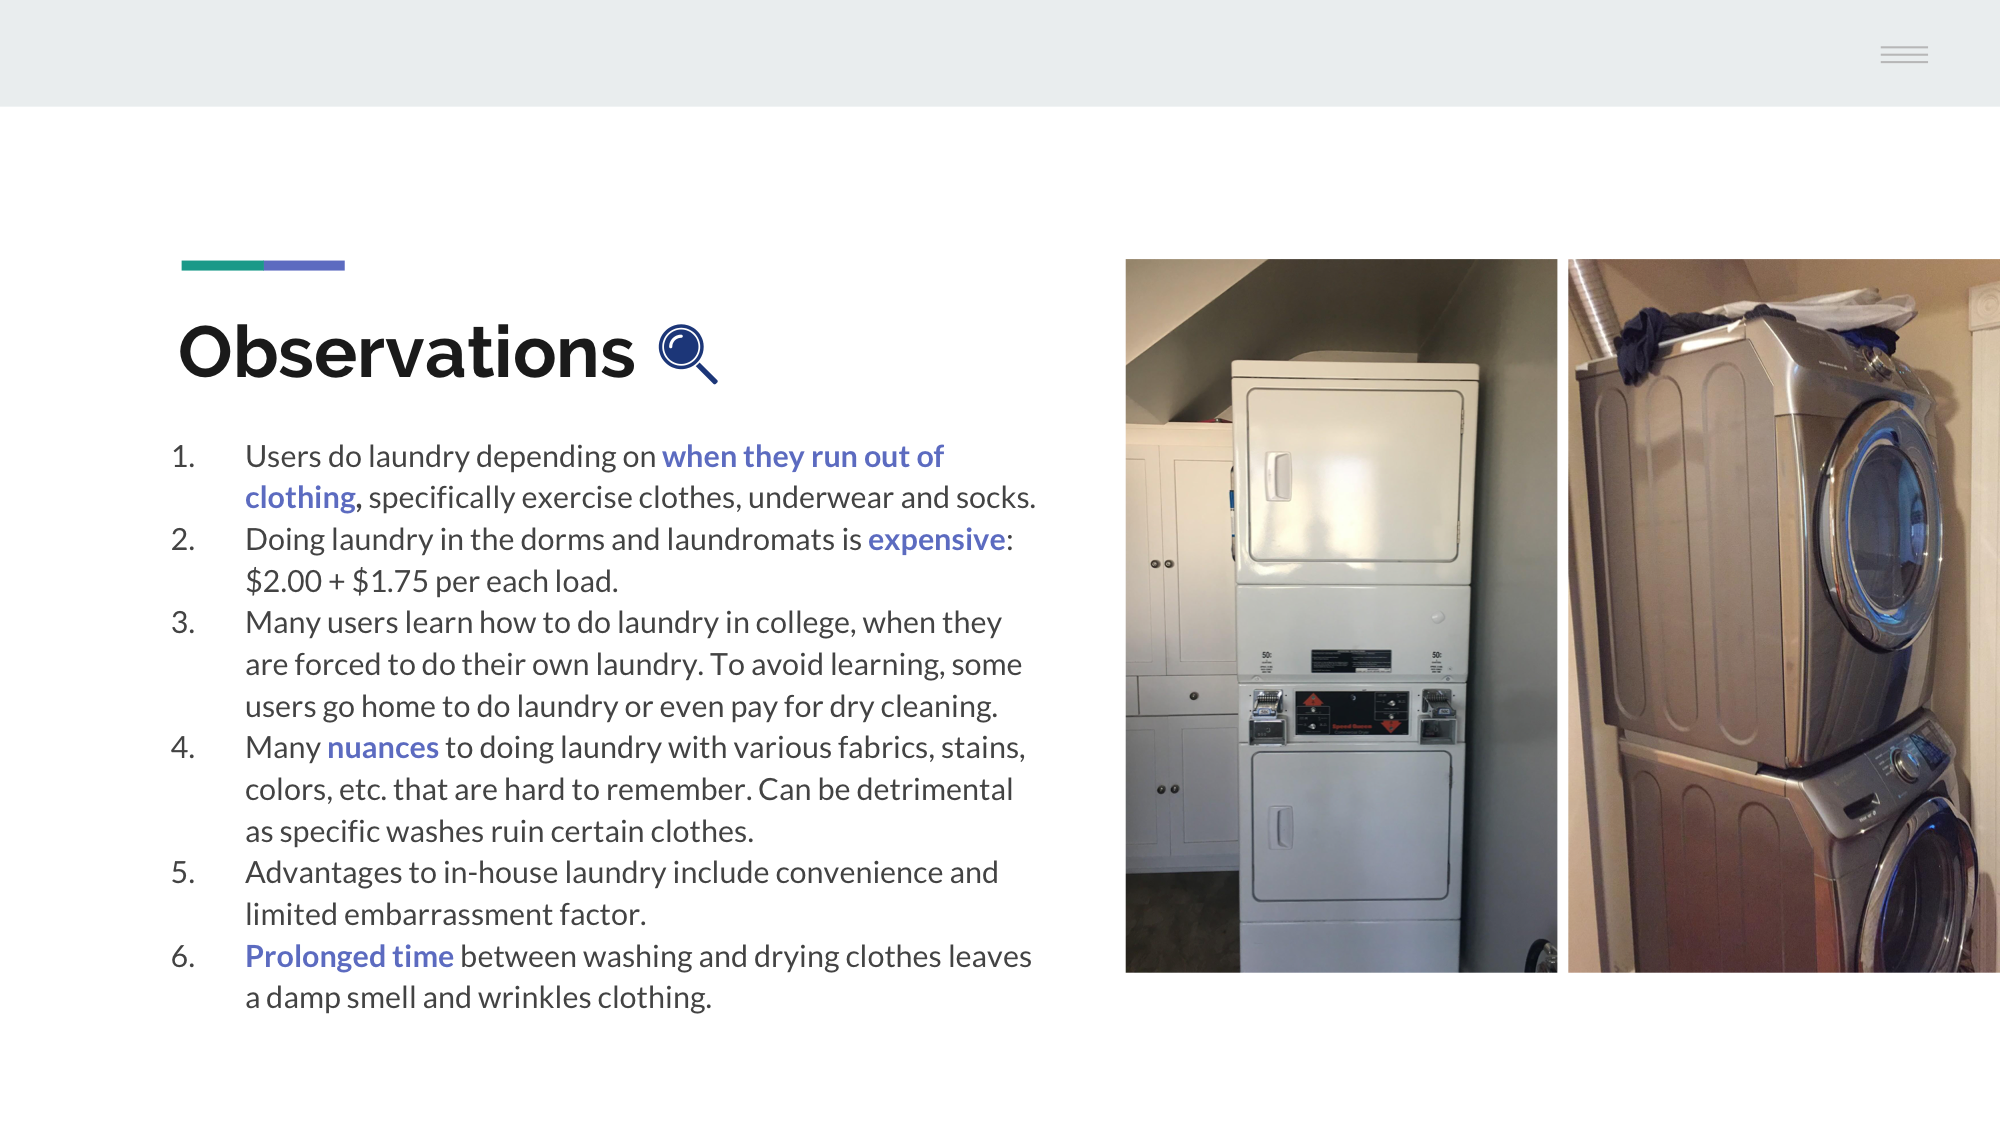 Observations
1. Users do laundry depending on when they run out of
clothing, specifically exercise clothes, underwear and socks.
2. Doing laundry in the dorms and laundromats is expensive:
$2.00 + $1.75 per each load.
3. Many users learn how to do laundry in college, when they
are forced to do their own laundry. To avoid learning, some
users go home to do laundry or even pay for dry cleaning.
4. Many nuances to doing laundry with various fabrics, stains,
colors, etc. that are hard to remember. Can be detrimental
as specific washes ruin certain clothes.
5. Advantages to in-house laundry include convenience and
limited embarrassment factor.
6. Prolonged time between washing and drying clothes leaves
a damp smell and wrinkles clothing.
50¢ 50¢
Speed Queen